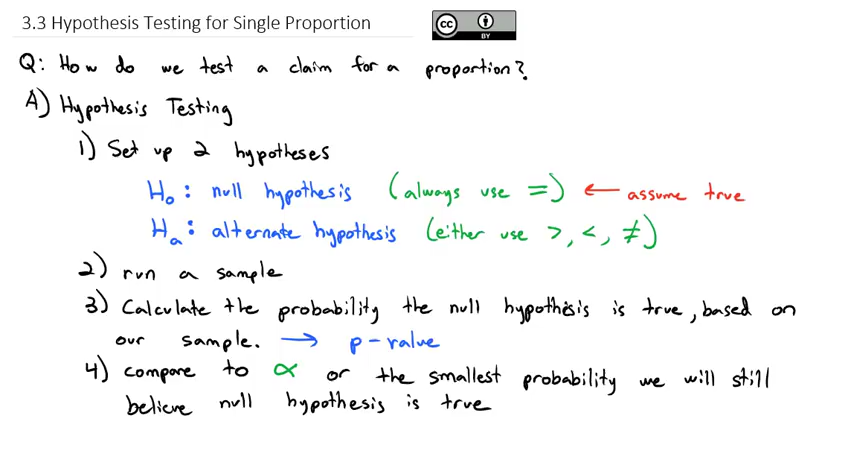 3.3 Hypothesis Testing for Single Proportion
cc BY
Q: How do we test a claim for a proportion?
A) Hypothesis Testing
1) Set up 2 hypotheses
H₀: null hypothesis (always use =) ← assume true
Hₐ: alternate hypothesis (either use >, <, ≠)
2) run a sample
3) Calculate the probability the null hypothesis is true, based on
our sample. → p-value
4) compare to α or the smallest probability we will still
believe null hypothesis is true